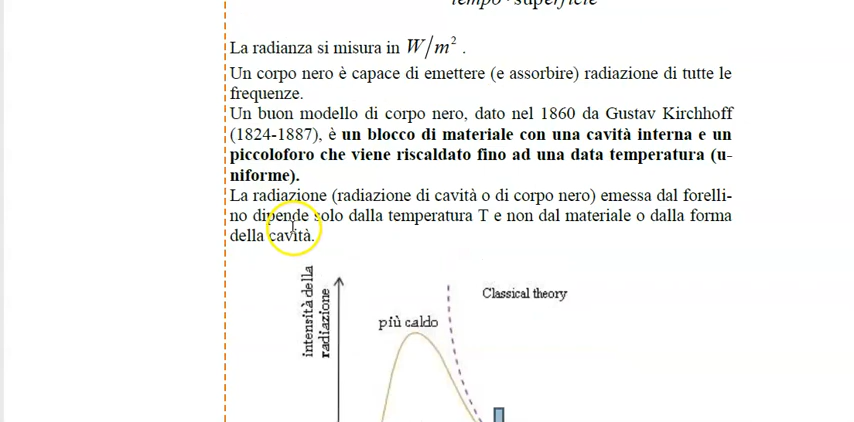 tempo · superficie
La radianza si misura in W/m² .
Un corpo nero è capace di emettere (e assorbire) radiazione di tutte le
frequenze.
Un buon modello di corpo nero, dato nel 1860 da Gustav Kirchhoff
(1824-1887), è un blocco di materiale con una cavità interna e un
piccoloforo che viene riscaldato fino ad una data temperatura (u-
niforme).
La radiazione (radiazione di cavità o di corpo nero) emessa dal forelli-
no dipende solo dalla temperatura T e non dal materiale o dalla forma
della cavità.
intensità della
radiazione
Classical theory
più caldo